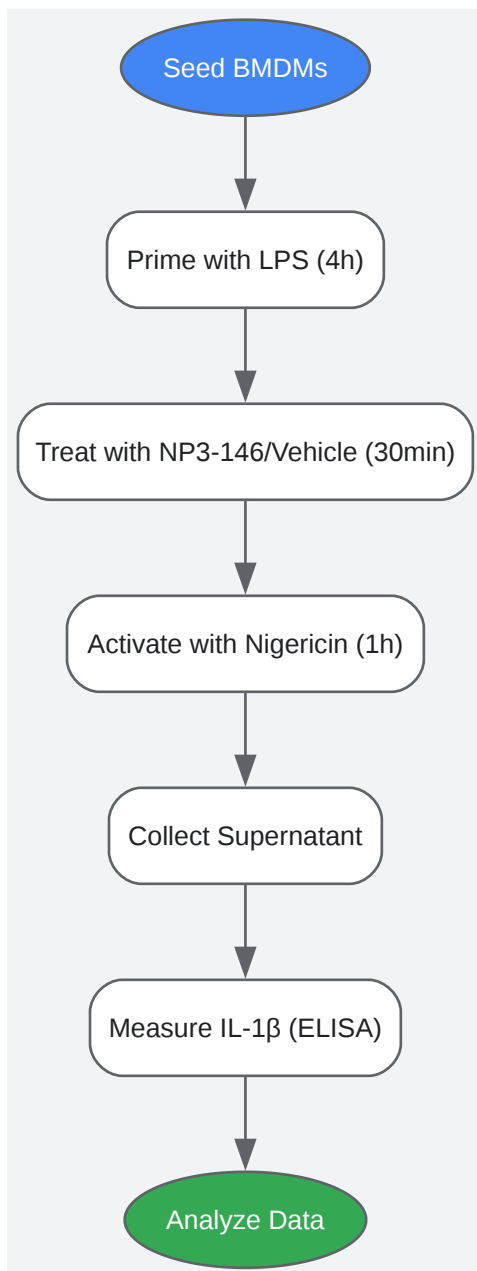 Seed BMDMs
Prime with LPS (4h)
Treat with NP3-146/Vehicle (30min)
Activate with Nigericin (1h)
Collect Supernatant
Measure IL-1β (ELISA)
Analyze Data